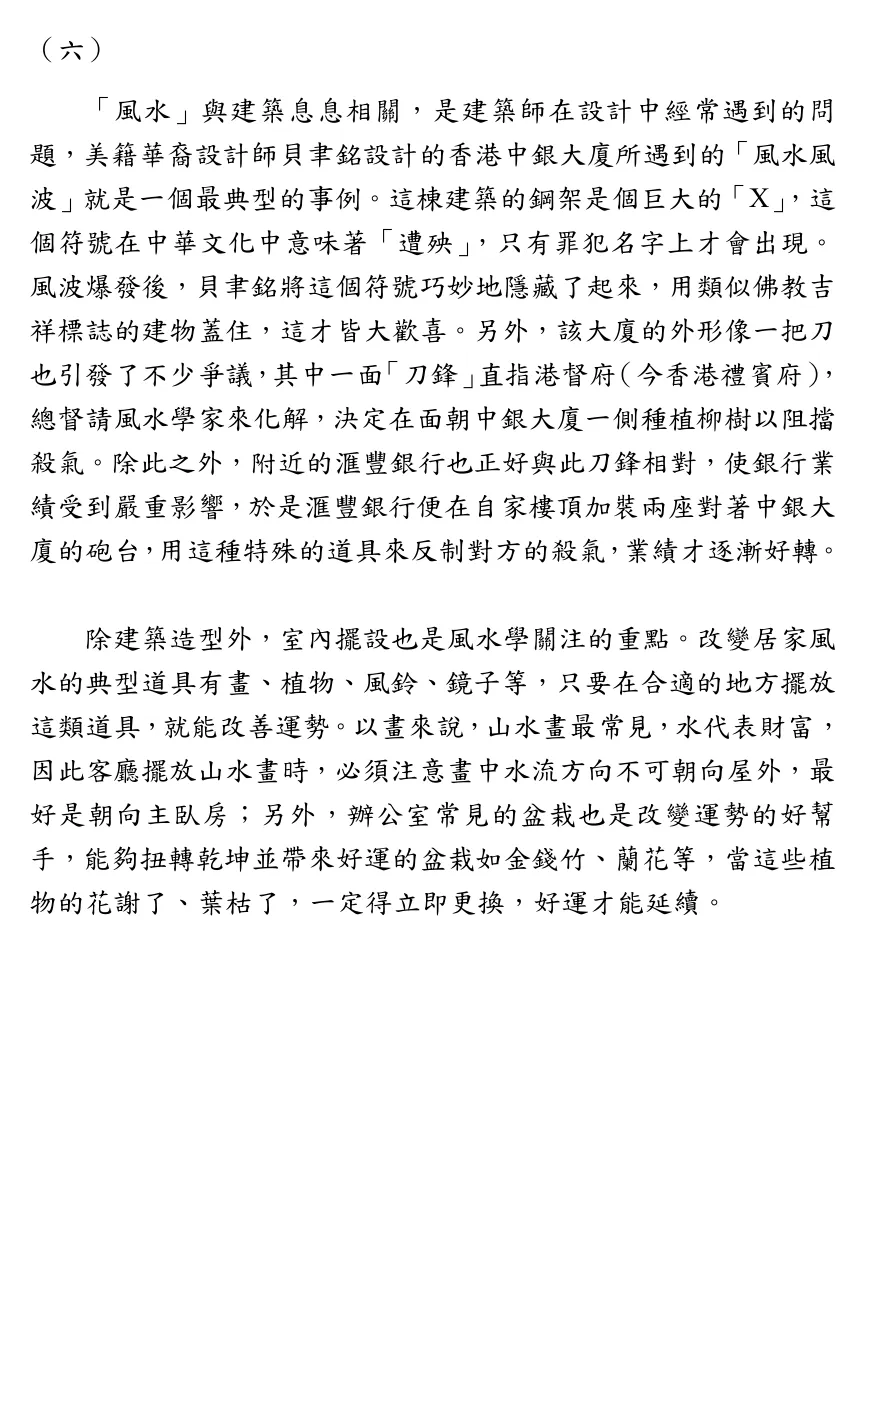 （六）
「風水」與建築息息相關，是建築師在設計中經常遇到的問
題，美籍華裔設計師貝聿銘設計的香港中銀大廈所遇到的「風水風
波」就是一個最典型的事例。這棟建築的鋼架是個巨大的「X」，這
個符號在中華文化中意味著「遭殃」，只有罪犯名字上才會出現。
風波爆發後，貝聿銘將這個符號巧妙地隱藏了起來，用類似佛教吉
祥標誌的建物蓋住，這才皆大歡喜。另外，該大廈的外形像一把刀
也引發了不少爭議，其中一面「刀鋒」直指港督府（今香港禮賓府），
總督請風水學家來化解，決定在面朝中銀大廈一側種植柳樹以阻擋
殺氣。除此之外，附近的滙豐銀行也正好與此刀鋒相對，使銀行業
績受到嚴重影響，於是滙豐銀行便在自家樓頂加裝兩座對著中銀大
廈的砲台，用這種特殊的道具來反制對方的殺氣，業績才逐漸好轉。
除建築造型外，室內擺設也是風水學關注的重點。改變居家風
水的典型道具有畫、植物、風鈴、鏡子等，只要在合適的地方擺放
這類道具，就能改善運勢。以畫來說，山水畫最常見，水代表財富，
因此客廳擺放山水畫時，必須注意畫中水流方向不可朝向屋外，最
好是朝向主臥房；另外，辦公室常見的盆栽也是改變運勢的好幫
手，能夠扭轉乾坤並帶來好運的盆栽如金錢竹、蘭花等，當這些植
物的花謝了、葉枯了，一定得立即更換，好運才能延續。